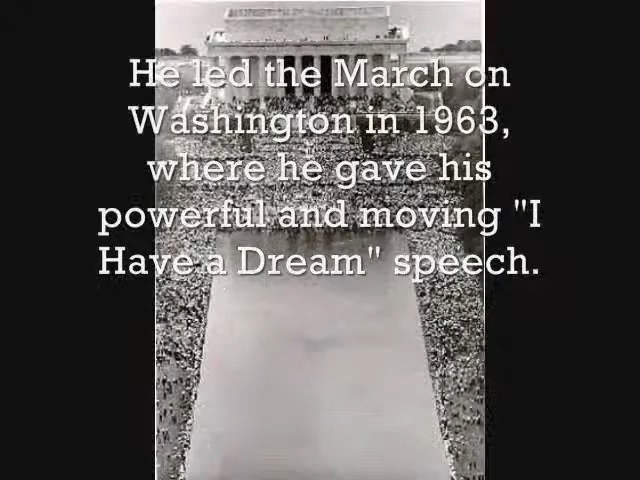 He led the March on
Washington in 1963,
where he gave his
powerful and moving "I
Have a Dream" speech.